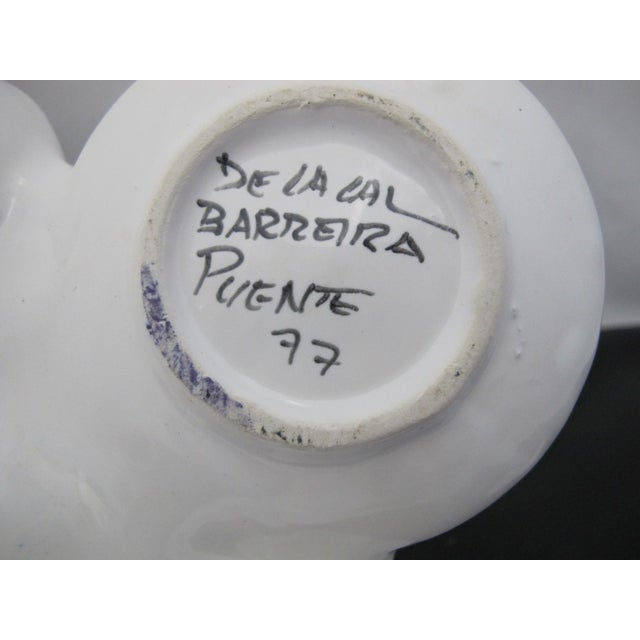 DE LA CAL
BARREIRA
PUENTE
77